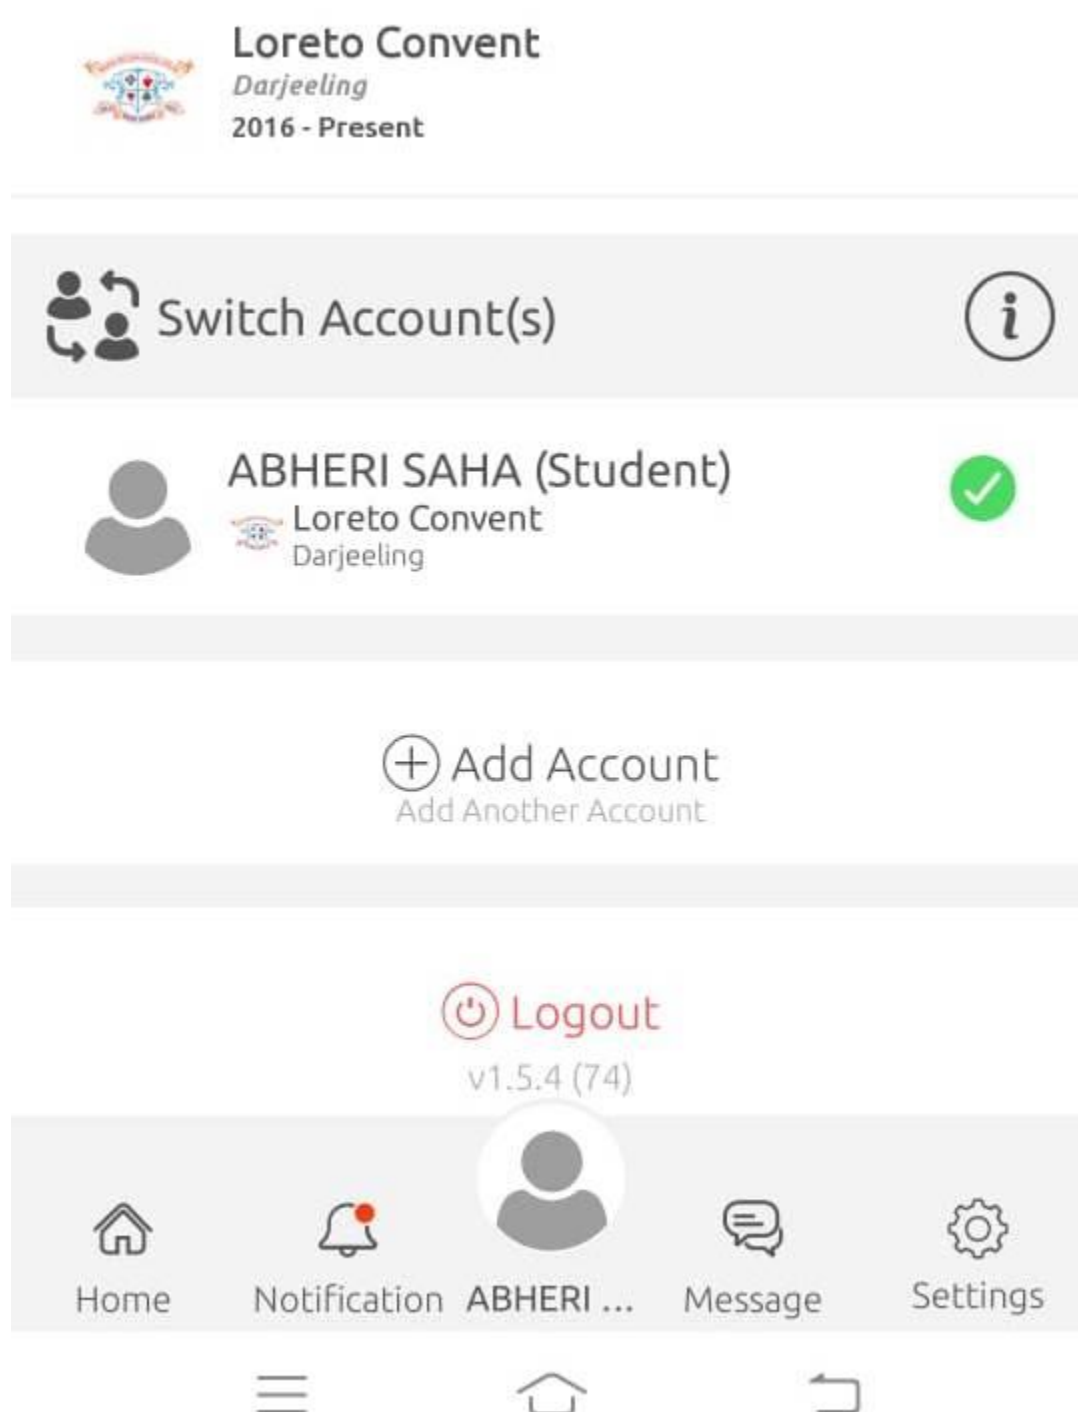 Loreto Convent
Darjeeling
2016 - Present
Switch Account(s)
i
ABHERI SAHA (Student)
Loreto Convent
Darjeeling
Add Account
Add Another Account
Logout
v1.5.4 (74)
Home Notification ABHERI ... Message Settings